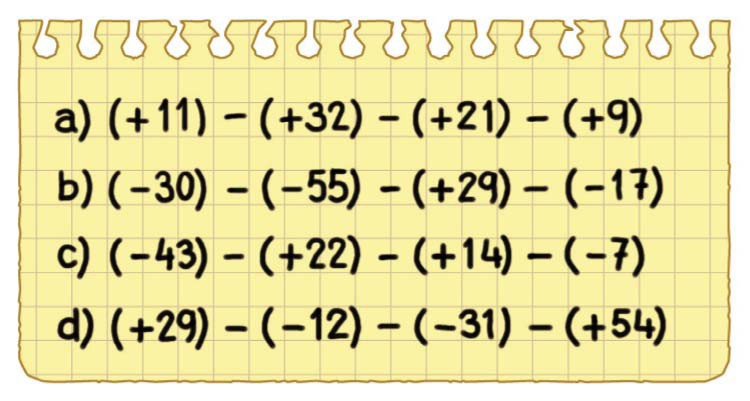 a) (+11) − (+32) − (+21) − (+9)
b) (−30) − (−55) − (+29) − (−17)
c) (−43) − (+22) − (+14) − (−7)
d) (+29) − (−12) − (−31) − (+54)